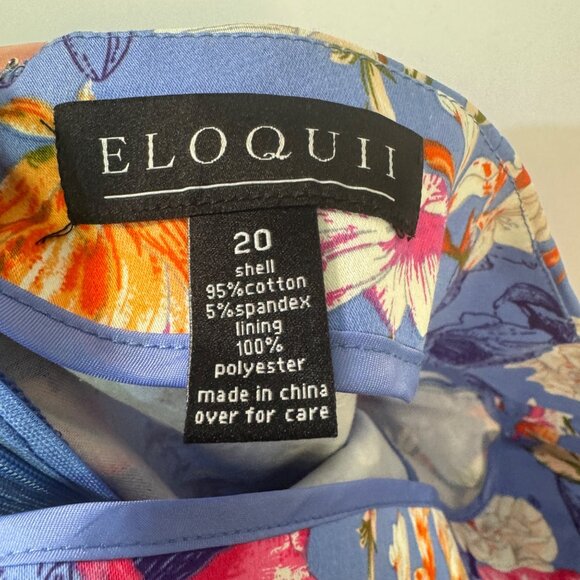 ELOQUII
20
shell
95%cotton
5%spandex
lining
100%
polyester
made in china
over for care